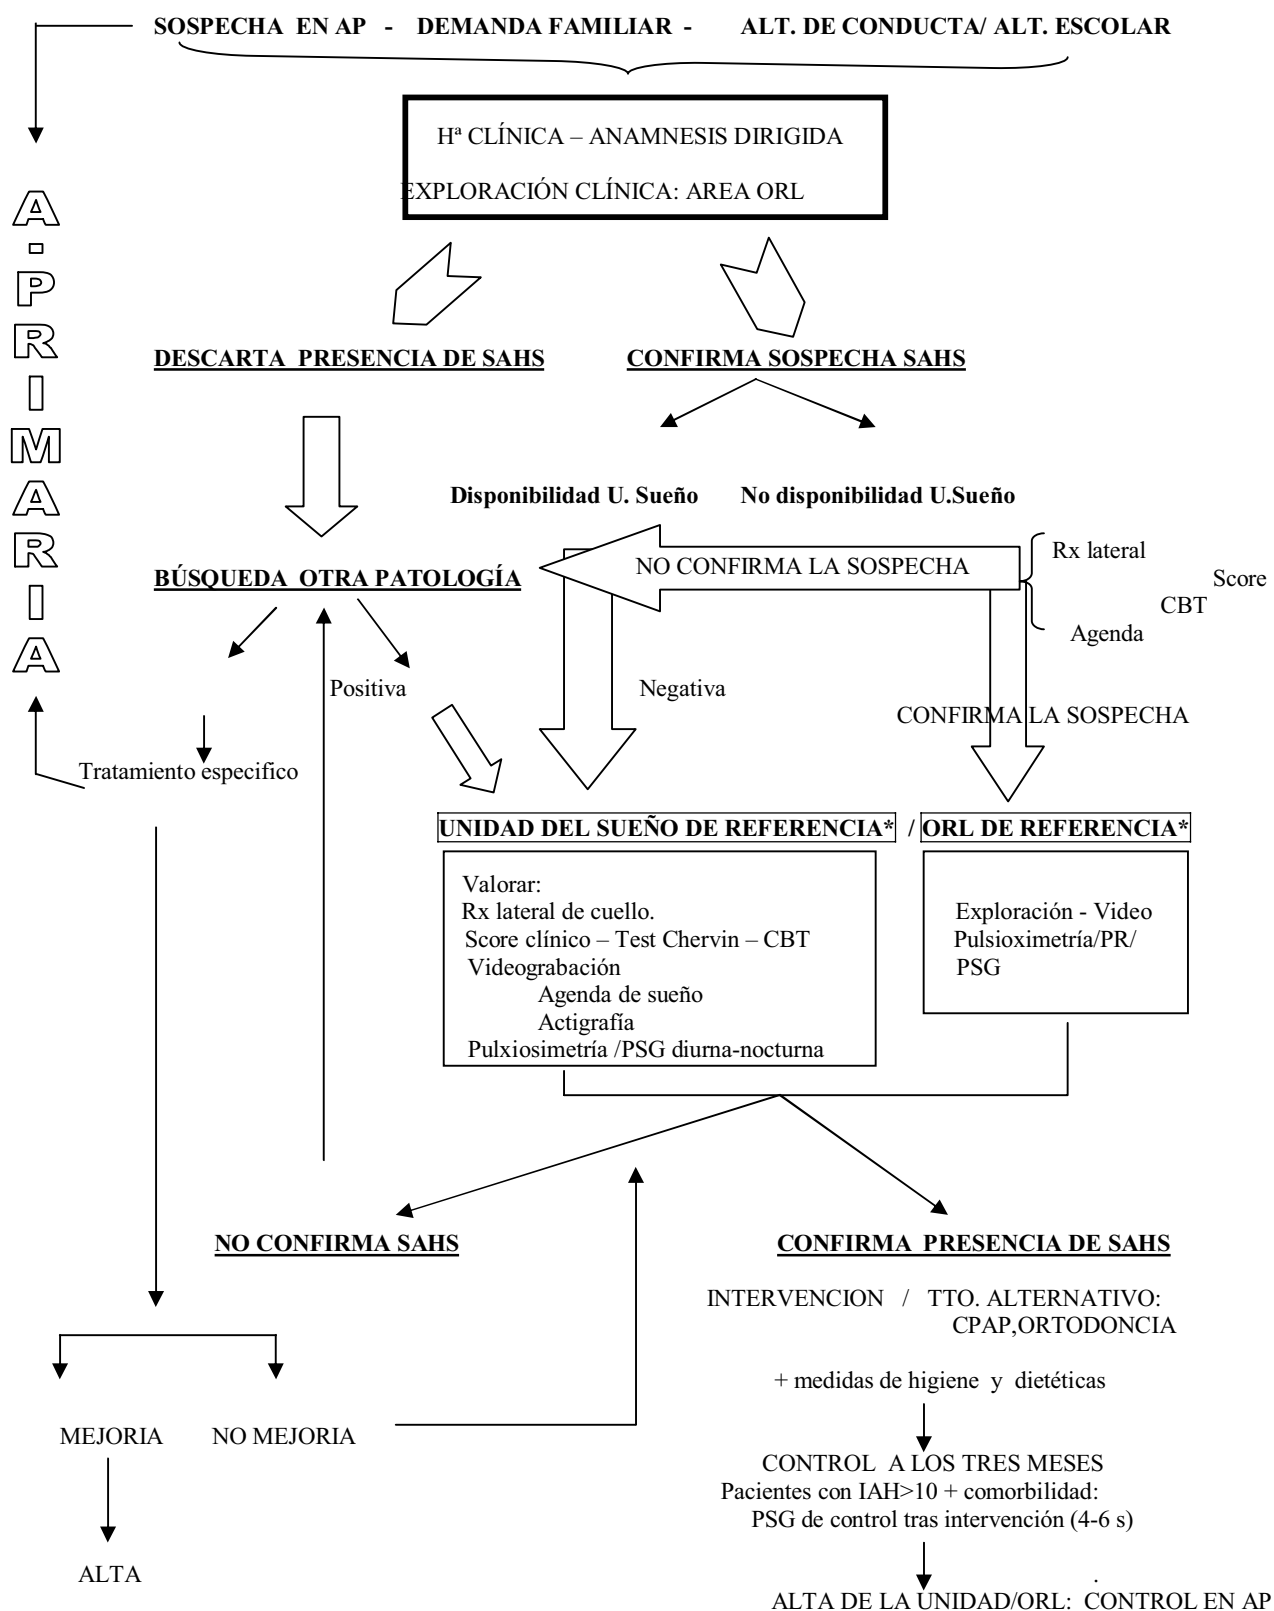 SOSPECHA EN AP - DEMANDA FAMILIAR - ALT. DE CONDUCTA/ ALT. ESCOLAR
Hª CLÍNICA – ANAMNESIS DIRIGIDA
EXPLORACIÓN CLÍNICA: AREA ORL
A.PRIMARIA
DESCARTA PRESENCIA DE SAHS
CONFIRMA SOSPECHA SAHS
Disponibilidad U. Sueño
No disponibilidad U.Sueño
BÚSQUEDA OTRA PATOLOGÍA
NO CONFIRMA LA SOSPECHA
Rx lateral
Score
CBT
Agenda
Positiva
Negativa
CONFIRMA LA SOSPECHA
Tratamiento especifico
UNIDAD DEL SUEÑO DE REFERENCIA* / ORL DE REFERENCIA*
Valorar:
Rx lateral de cuello.
Score clínico – Test Chervin – CBT
Videograbación
Agenda de sueño
Actigrafía
Pulxiosimetría /PSG diurna-nocturna
Exploración - Video
Pulsioximetría/PR/
PSG
NO CONFIRMA SAHS
CONFIRMA PRESENCIA DE SAHS
INTERVENCION / TTO. ALTERNATIVO:
CPAP,ORTODONCIA
+ medidas de higiene y dietéticas
MEJORIA
NO MEJORIA
CONTROL A LOS TRES MESES
Pacientes con IAH>10 + comorbilidad:
PSG de control tras intervención (4-6 s)
ALTA
.
ALTA DE LA UNIDAD/ORL: CONTROL EN AP